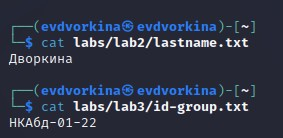 ┌──(evdvorkina㉿evdvorkina)-[~]
└─$ cat labs/lab2/lastname.txt
Дворкина
┌──(evdvorkina㉿evdvorkina)-[~]
└─$ cat labs/lab3/id-group.txt
НКАбд-01-22